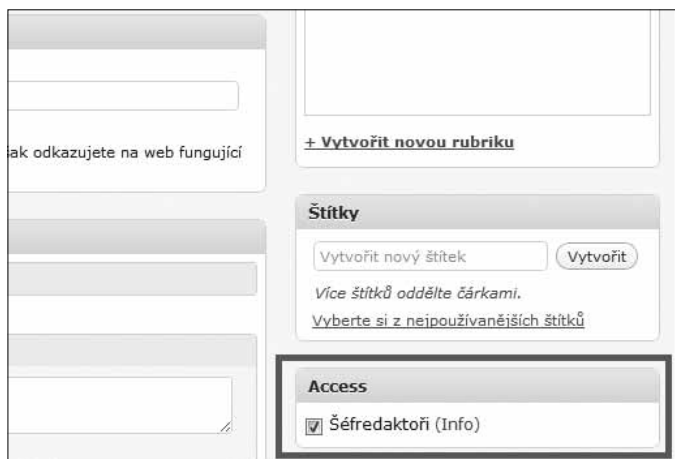 šak odkazujete na web fungující
+ Vytvořit novou rubriku
Štítky
Vytvořit nový štítek
Vytvořit
Více štítků oddělte čárkami.
Vyberte si z nejpoužívanějších štítků
Access
Šéfredaktoři (Info)